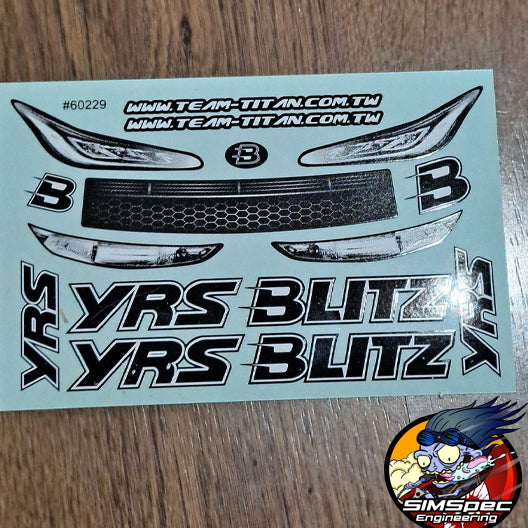 #60229
WWW.TEAM-TITAN.COM.TW
WWW.TEAM-TITAN.COM.TW
B
B
B
YRS
YRS BLITZ
YRS
YRS BLITZ
SIMSpec
Engineering